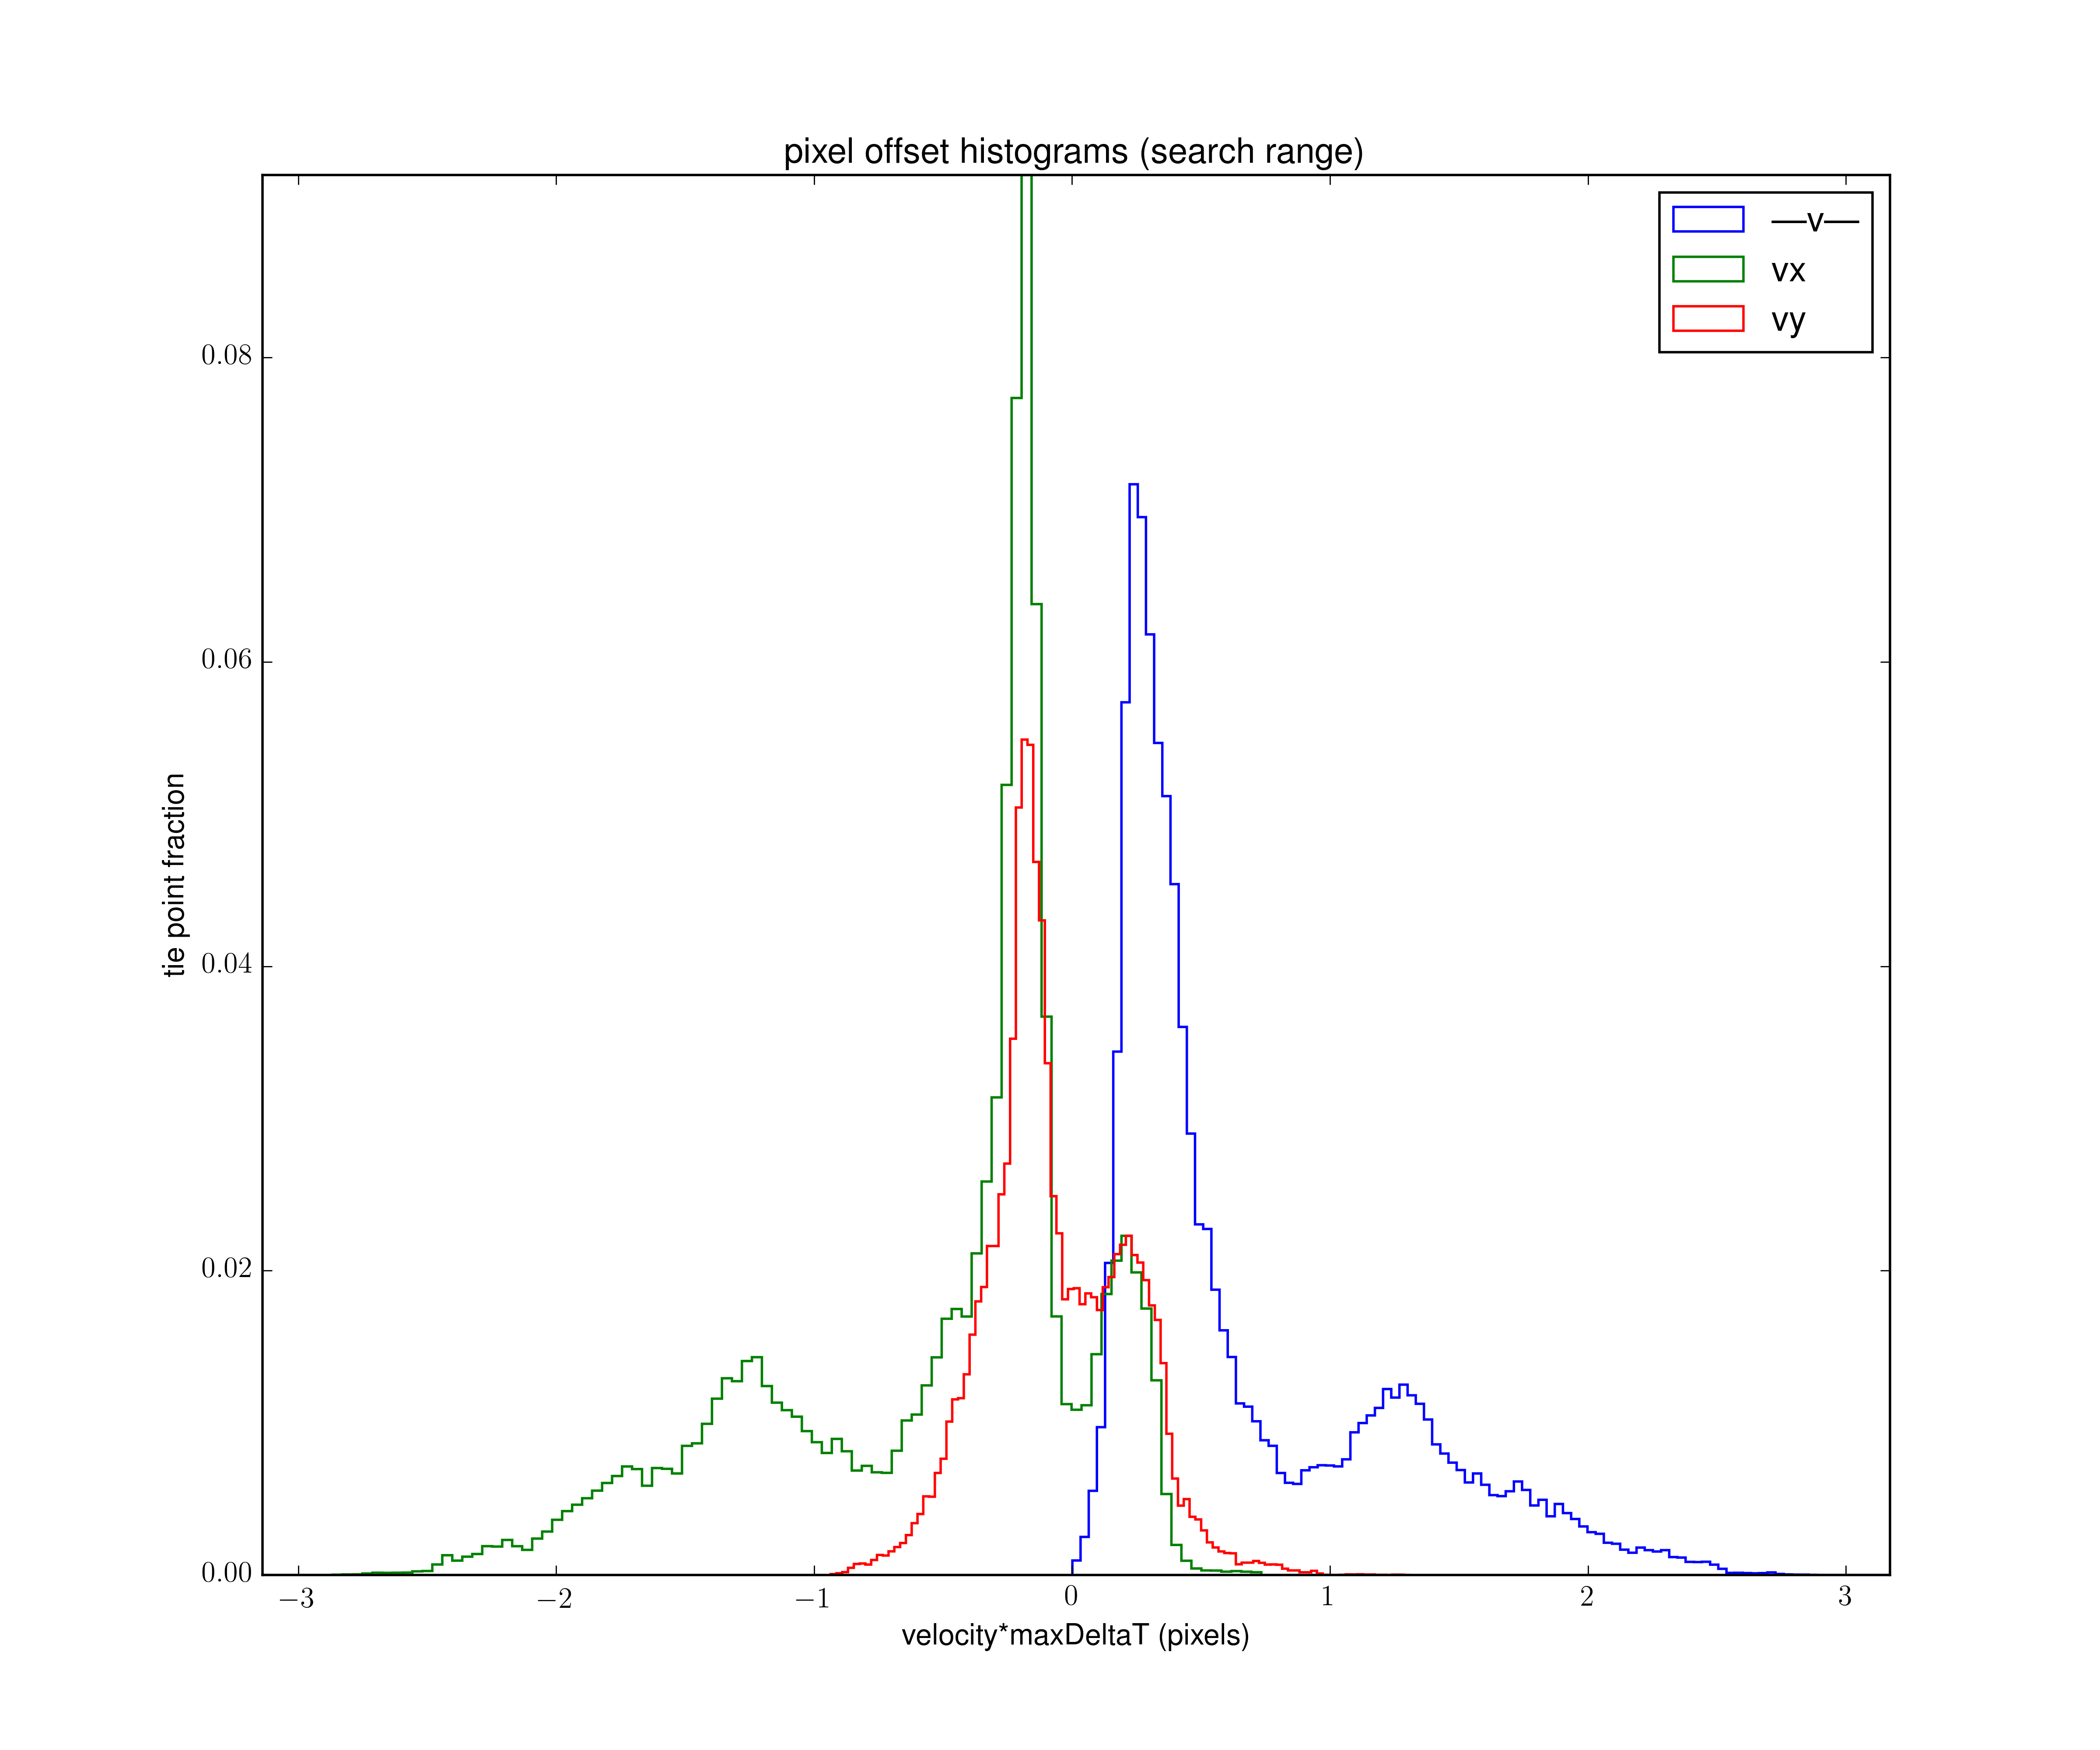 pixel offset histograms (search range)
—v—
vx
vy
0.08
0.06
0.04
0.02
0.00
tie point fraction
−3 −2 −1 0 1 2 3
velocity*maxDeltaT (pixels)